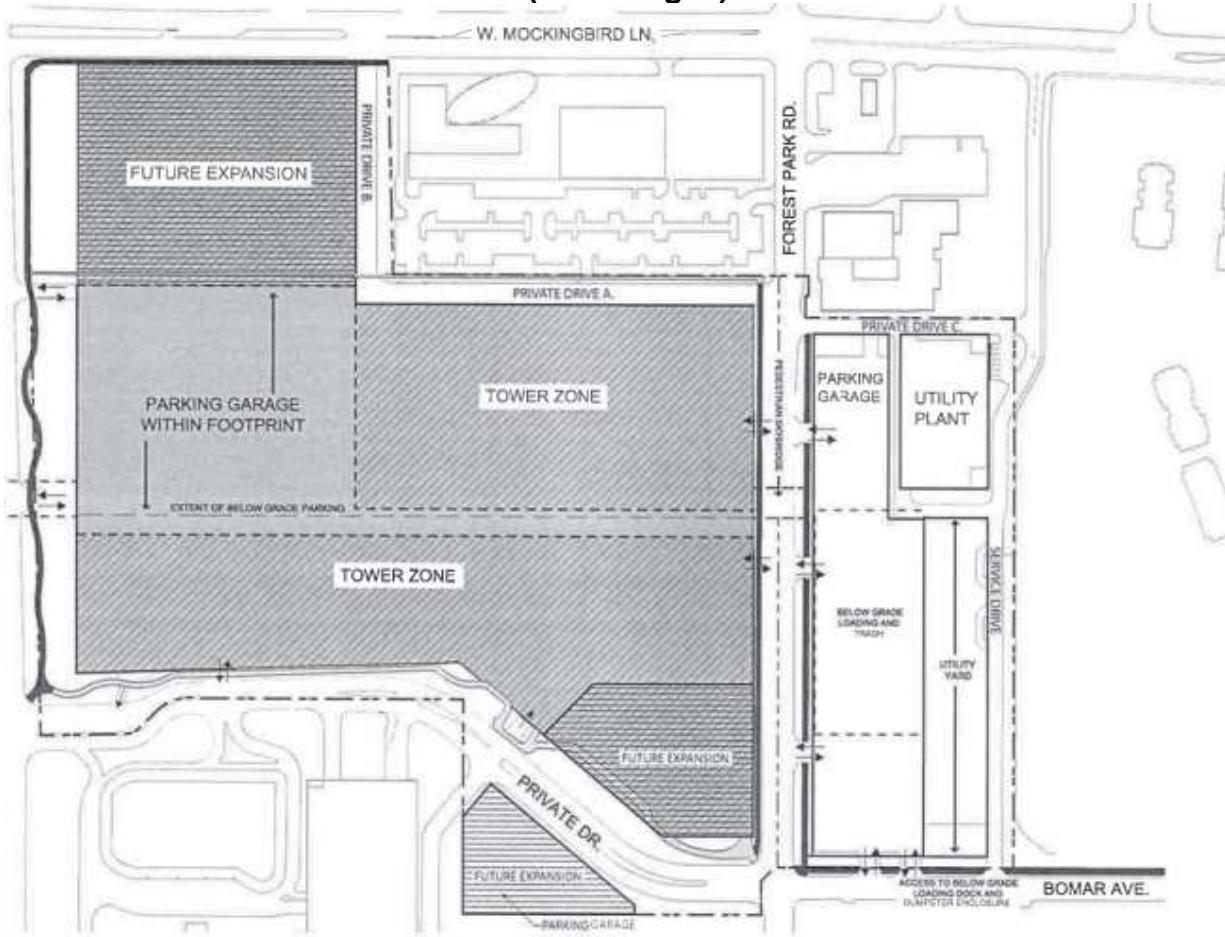 W. MOCKINGBIRD LN.
FUTURE EXPANSION
PRIVATE DRIVE B.
FOREST PARK RD.
PRIVATE DRIVE A.
PRIVATE DRIVE C.
PARKING GARAGE
WITHIN FOOTPRINT
TOWER ZONE
PEDESTRIAN SKYBRIDGE
PARKING
GARAGE
UTILITY
PLANT
EXTENT OF BELOW GRADE PARKING
TOWER ZONE
BELOW GRADE
LOADING AND
TRASH
SERVICE DRIVE
UTILITY
YARD
FUTURE EXPANSION
PRIVATE DR.
FUTURE EXPANSION
PARKING GARAGE
ACCESS TO BELOW GRADE
LOADING DOCK AND
DUMPSTER ENCLOSURE
BOMAR AVE.